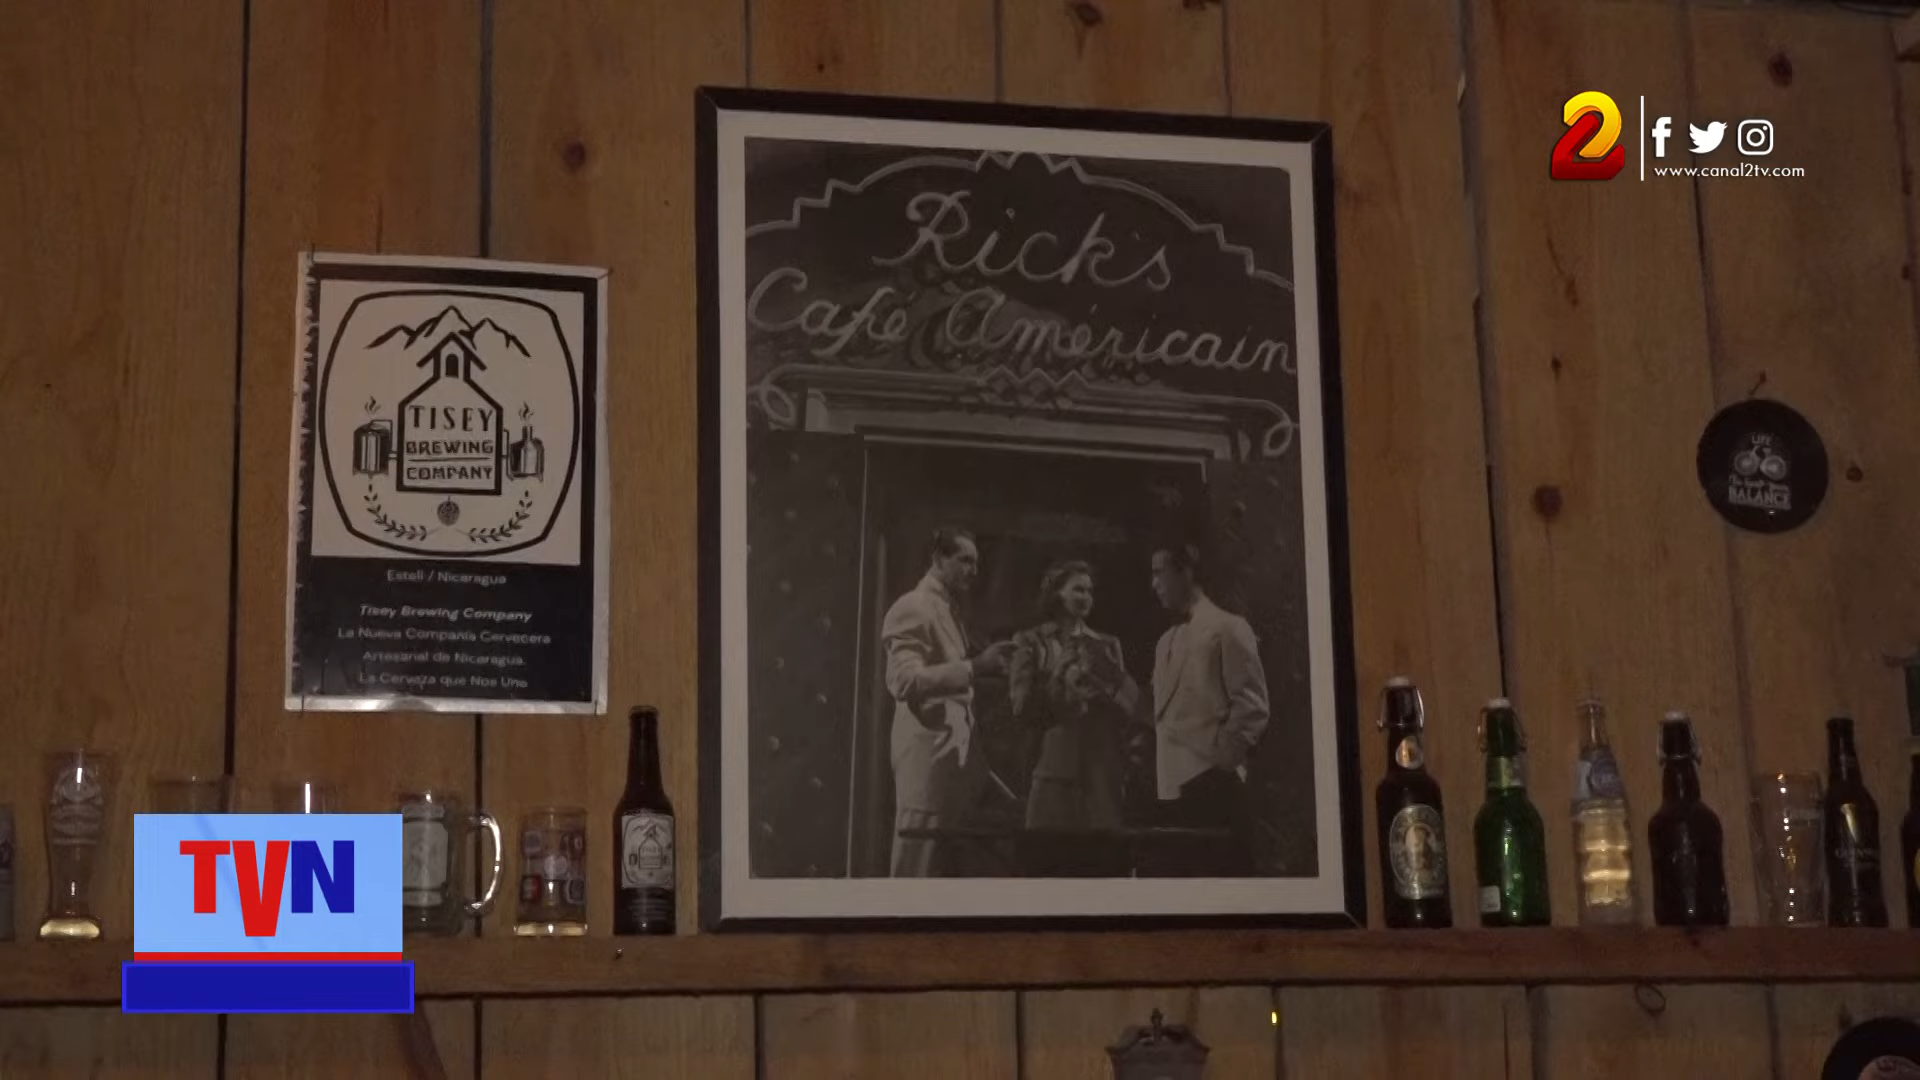 2
www.canal2tv.com
Rick's
Café Américain
TISEY
BREWING
COMPANY
Estelí / Nicaragua
Tisey Brewing Company
La Nueva Compañía Cervecera
Artesanal de Nicaragua.
La Cerveza que Nos Une
LIFE
BALANCE
TVN